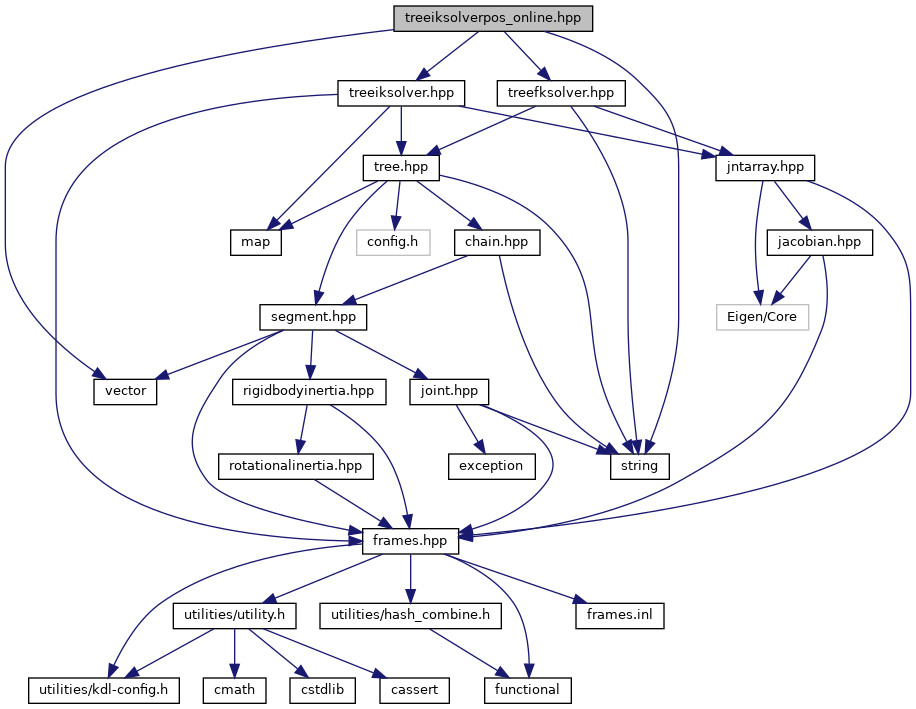 treeiksolverpos_online.hpp
treeiksolver.hpp
treefksolver.hpp
tree.hpp
jntarray.hpp
map
config.h
chain.hpp
jacobian.hpp
segment.hpp
Eigen/Core
vector
rigidbodyinertia.hpp
joint.hpp
rotationalinertia.hpp
exception
string
frames.hpp
utilities/utility.h
utilities/hash_combine.h
frames.inl
utilities/kdl-config.h
cmath
cstdlib
cassert
functional